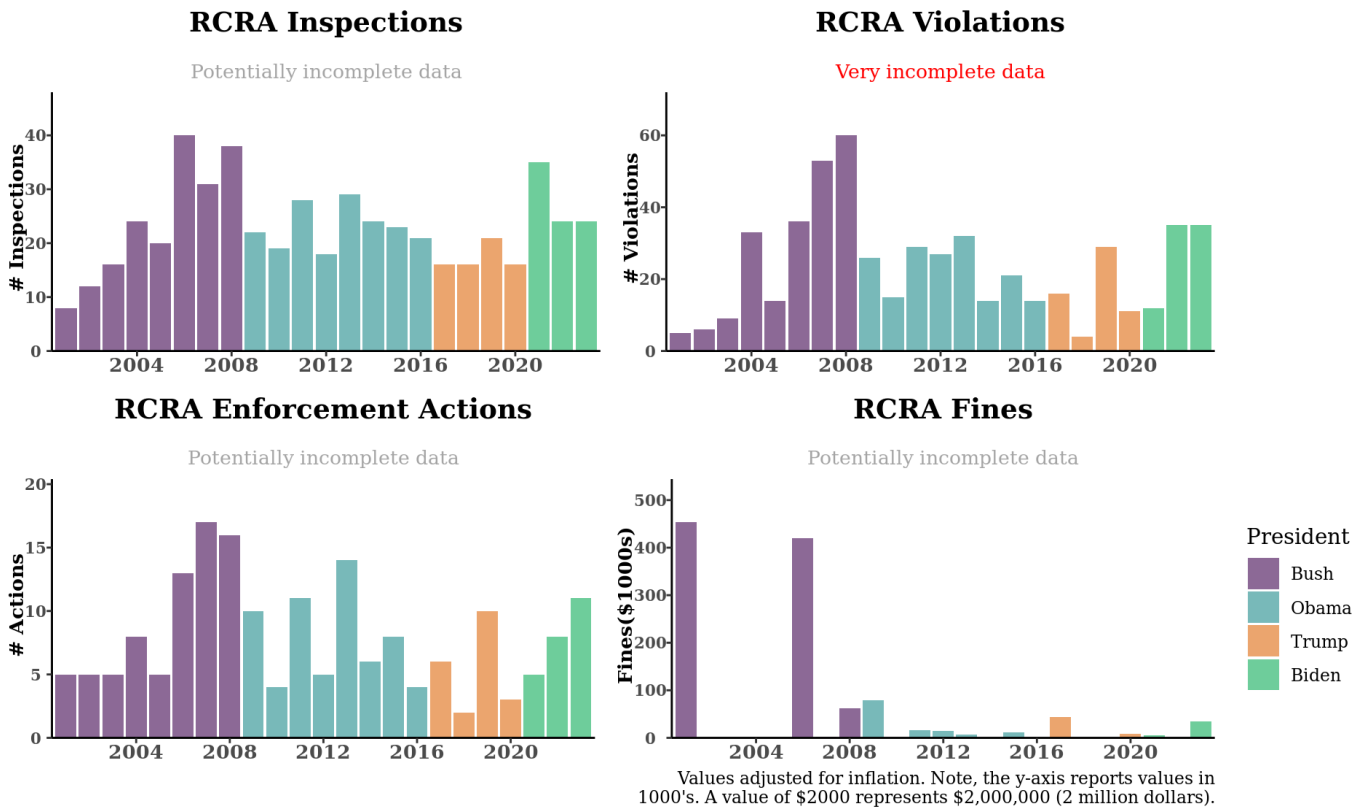 RCRA Inspections
Potentially incomplete data
# Inspections
40
30
20
10
0
2004 2008 2012 2016 2020
RCRA Violations
Very incomplete data
# Violations
60
40
20
0
2004 2008 2012 2016 2020
RCRA Enforcement Actions
Potentially incomplete data
# Actions
20
15
10
5
0
2004 2008 2012 2016 2020
RCRA Fines
Potentially incomplete data
Fines($1000s)
500
400
300
200
100
0
2004 2008 2012 2016 2020
Values adjusted for inflation. Note, the y-axis reports values in
1000's. A value of $2000 represents $2,000,000 (2 million dollars).
President
Bush
Obama
Trump
Biden